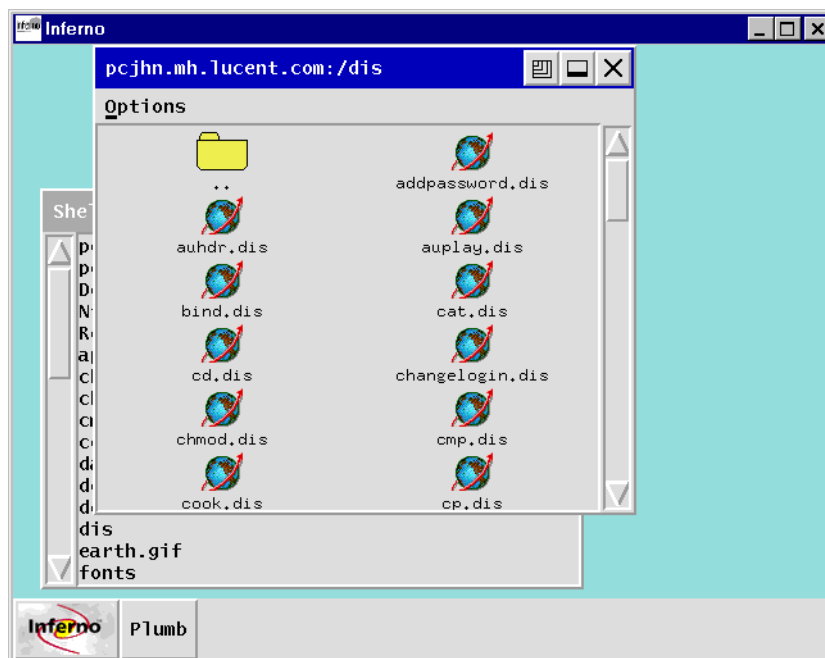 Inferno
pcjhn.mh.lucent.com:/dis
Options
.. addpassword.dis
auhdr.dis auplay.dis
bind.dis cat.dis
cd.dis changelogin.dis
chmod.dis cmp.dis
cook.dis cp.dis
dis
earth.gif
fonts
Inferno Plumb